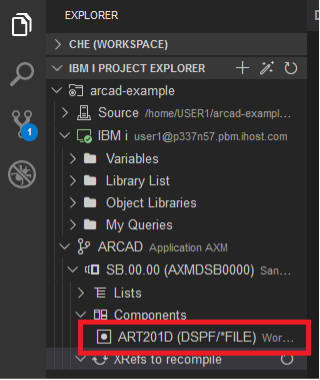 EXPLORER
CHE (WORKSPACE)
IBM I PROJECT EXPLORER
arcad-example
Source /home/USER1/arcad-exampl...
IBM i user1@p337n57.pbm.ihost.com
Variables
Library List
Object Libraries
My Queries
ARCAD Application AXM
SB.00.00 (AXMDSB0000) San...
Lists
Components
ART201D (DSPF/*FILE) Wor...
XRefs to recompile
1